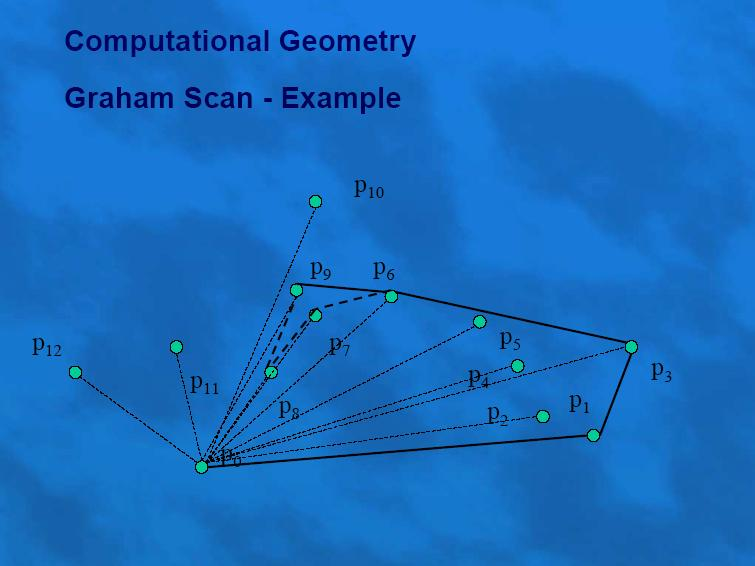 Computational Geometry
Graham Scan - Example
p10
p9 p6
p12 p7 p5
p11 p4 p3
p8 p2 p1
p0